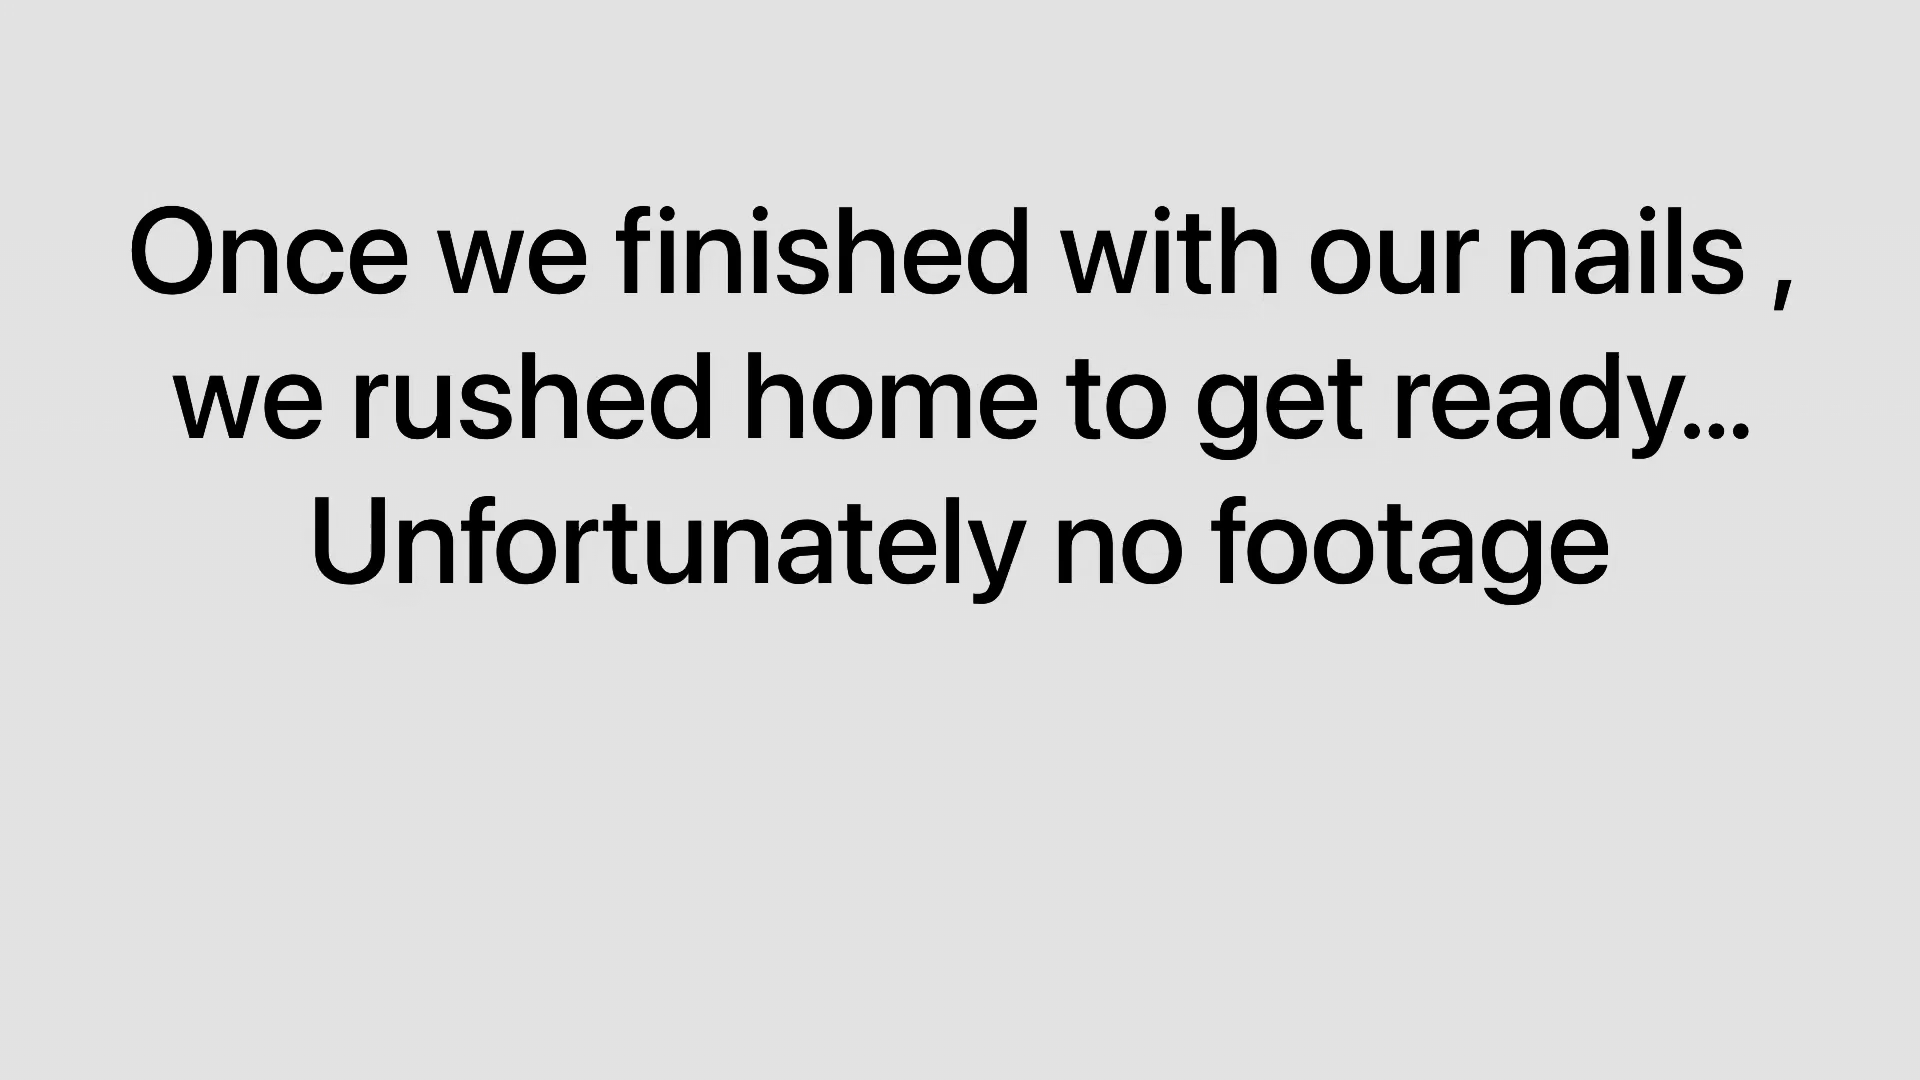 Once we finished with our nails ,
we rushed home to get ready...
Unfortunately no footage